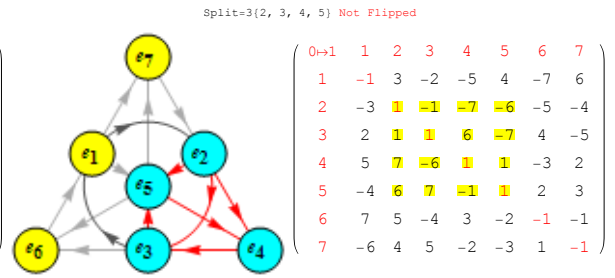 Split=3{2, 3, 4, 5} Not Flipped
e7
e1
e2
e5
e6
e3
e4
0↦1 1 2 3 4 5 6 7
1 -1 3 -2 -5 4 -7 6
2 -3 1 -1 -7 -6 -5 -4
3 2 1 1 6 -7 4 -5
4 5 7 -6 1 1 -3 2
5 -4 6 7 -1 1 2 3
6 7 5 -4 3 -2 -1 -1
7 -6 4 5 -2 -3 1 -1